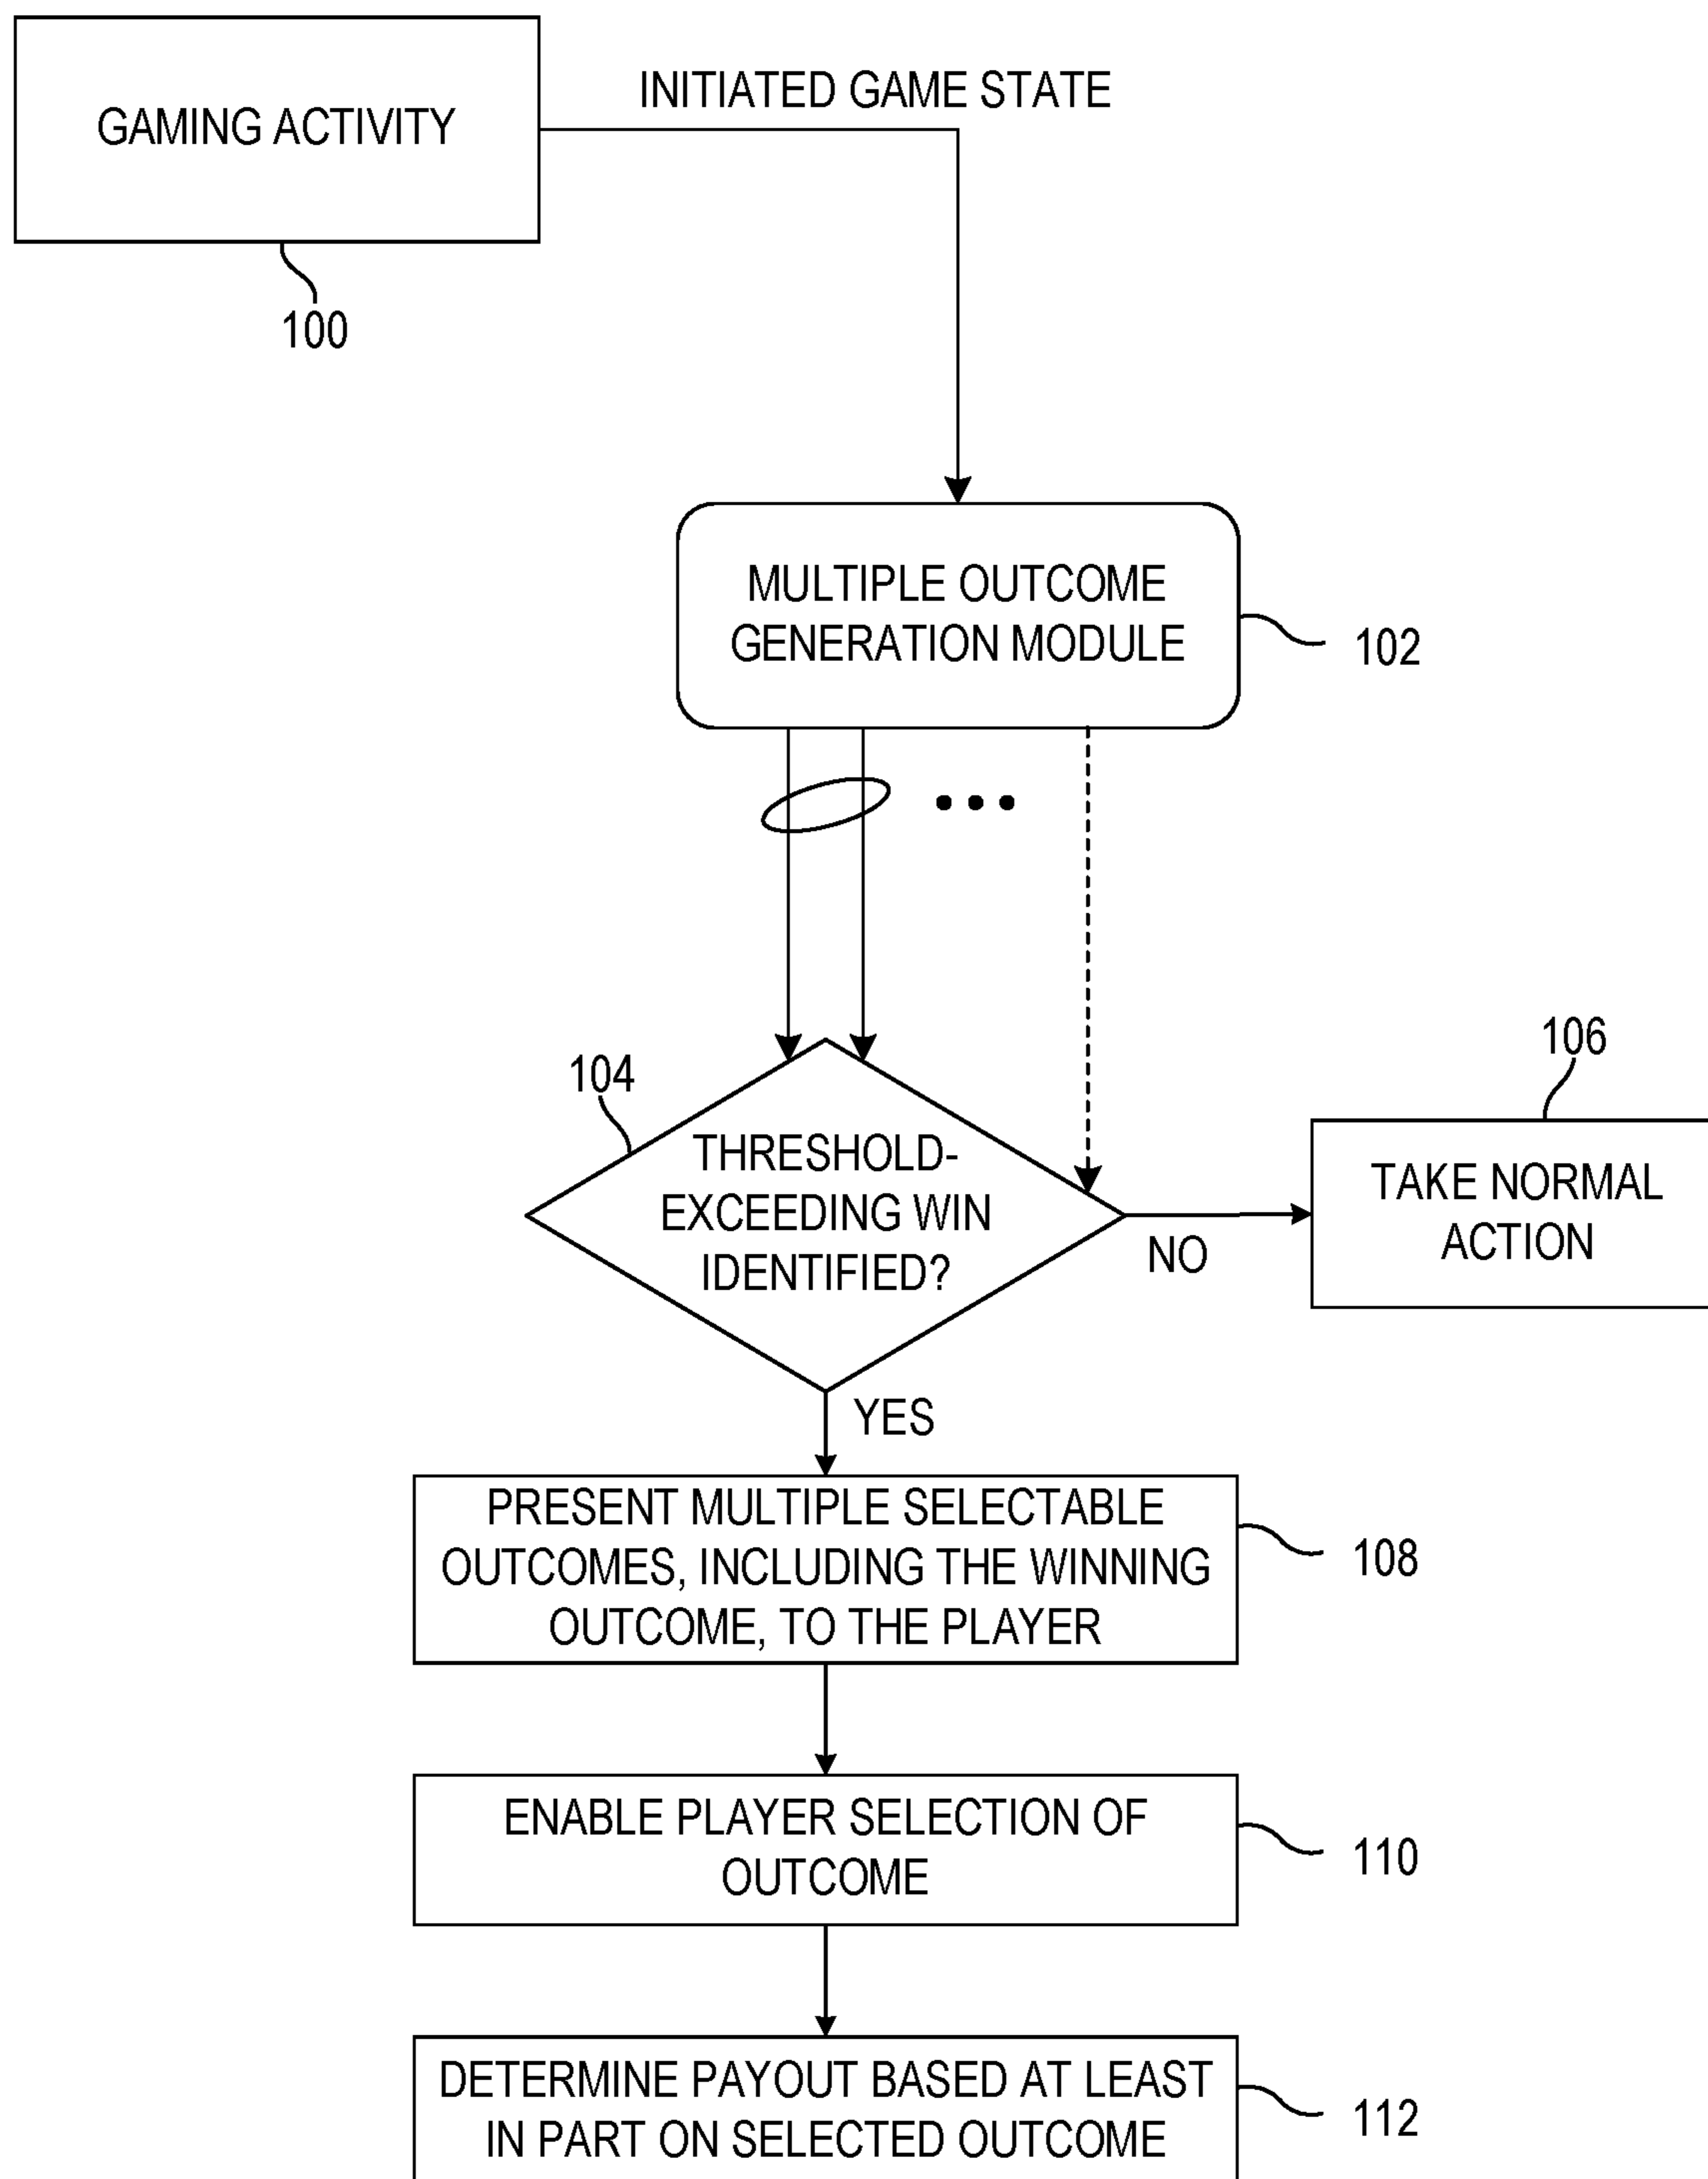 GAMING ACTIVITY
INITIATED GAME STATE
100
MULTIPLE OUTCOME
GENERATION MODULE
102
104
THRESHOLD-
EXCEEDING WIN
IDENTIFIED?
NO
106
TAKE NORMAL
ACTION
YES
PRESENT MULTIPLE SELECTABLE
OUTCOMES, INCLUDING THE WINNING
OUTCOME, TO THE PLAYER
108
ENABLE PLAYER SELECTION OF
OUTCOME
110
DETERMINE PAYOUT BASED AT LEAST
IN PART ON SELECTED OUTCOME
112